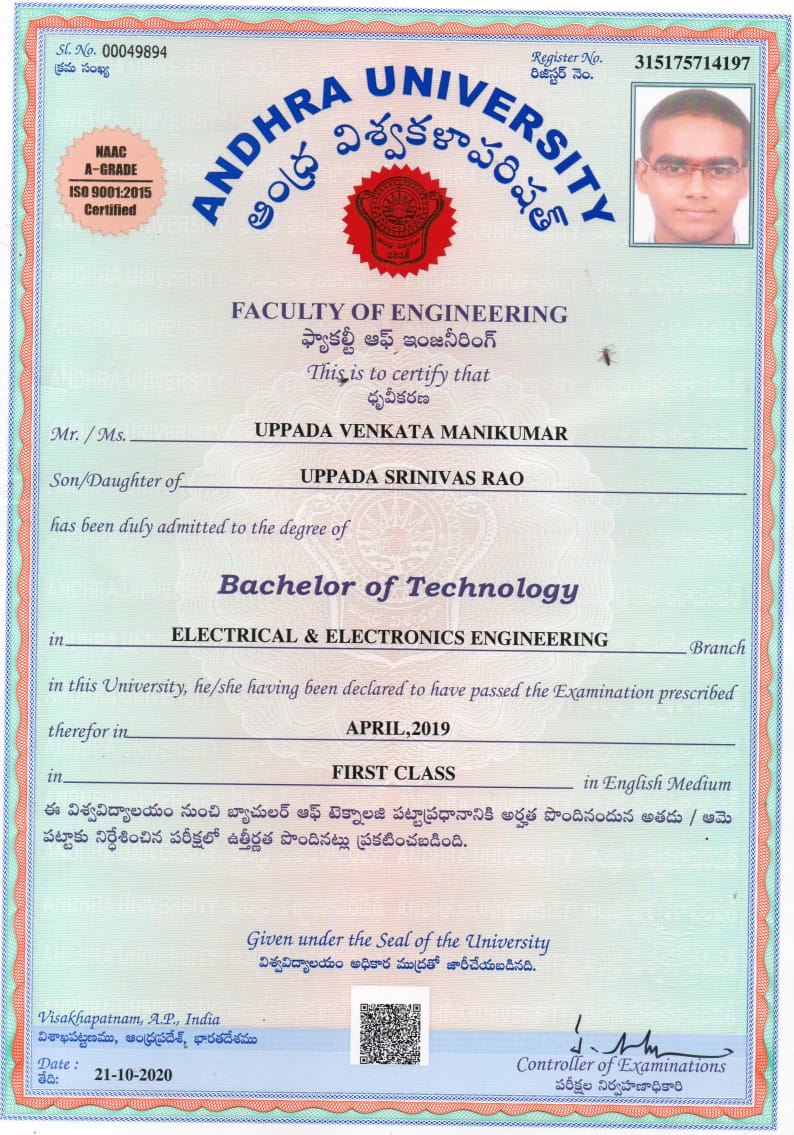 Sl. No. 00049894
క్రమ సంఖ్య
Register No. 315175714197
రిజిస్టర్ నెం.
NAAC
A-GRADE
ISO 9001:2015
Certified
ANDHRA UNIVERSITY
ఆంధ్ర విశ్వకళాపరిషత్
FACULTY OF ENGINEERING
ఫ్యాకల్టీ ఆఫ్ ఇంజనీరింగ్
This is to certify that
ధృవీకరణ
Mr. / Ms. UPPADA VENKATA MANIKUMAR
Son/Daughter of UPPADA SRINIVAS RAO
has been duly admitted to the degree of
Bachelor of Technology
in ELECTRICAL & ELECTRONICS ENGINEERING Branch
in this University, he/she having been declared to have passed the Examination prescribed
therefor in APRIL,2019
in FIRST CLASS in English Medium
ఈ విశ్వవిద్యాలయం నుంచి బ్యాచులర్ ఆఫ్ టెక్నాలజి పట్టాప్రధానానికి అర్హత పొందినందున అతడు / ఆమె
పట్టాకు నిర్ధేశించిన పరీక్షలో ఉత్తీర్ణత పొందినట్లు ప్రకటించబడింది.
Given under the Seal of the University
విశ్వవిద్యాలయం అధికార ముద్రతో జారీచేయబడినది.
Visakhapatnam, A.P., India
విశాఖపట్టణము, ఆంధ్రప్రదేశ్, భారతదేశము
Date :
తేది: 21-10-2020
Controller of Examinations
పరీక్షల నిర్వహణాధికారి